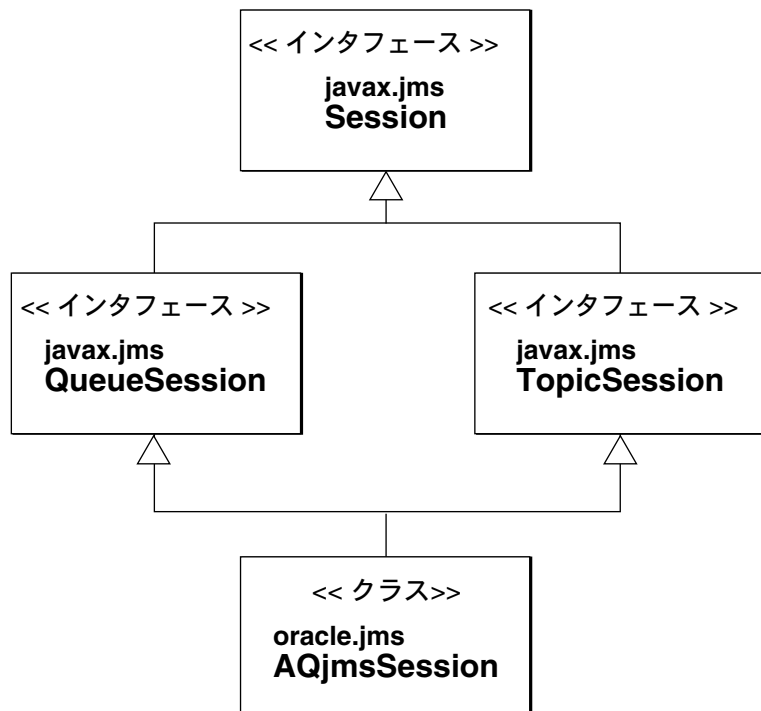 << インタフェース >>
javax.jms
Session
<< インタフェース >>
javax.jms
QueueSession
<< インタフェース >>
javax.jms
TopicSession
<< クラス>>
oracle.jms
AQjmsSession